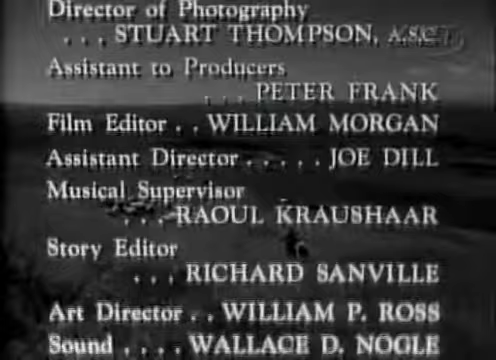 Director of Photography
. . . STUART THOMPSON, A.S.C.
Assistant to Producers
. . . PETER FRANK
Film Editor . . WILLIAM MORGAN
Assistant Director . . . . . JOE DILL
Musical Supervisor
. . . RAOUL KRAUSHAAR
Story Editor
. . . RICHARD SANVILLE
Art Director . . WILLIAM P. ROSS
Sound . . . . WALLACE D. NOGLE